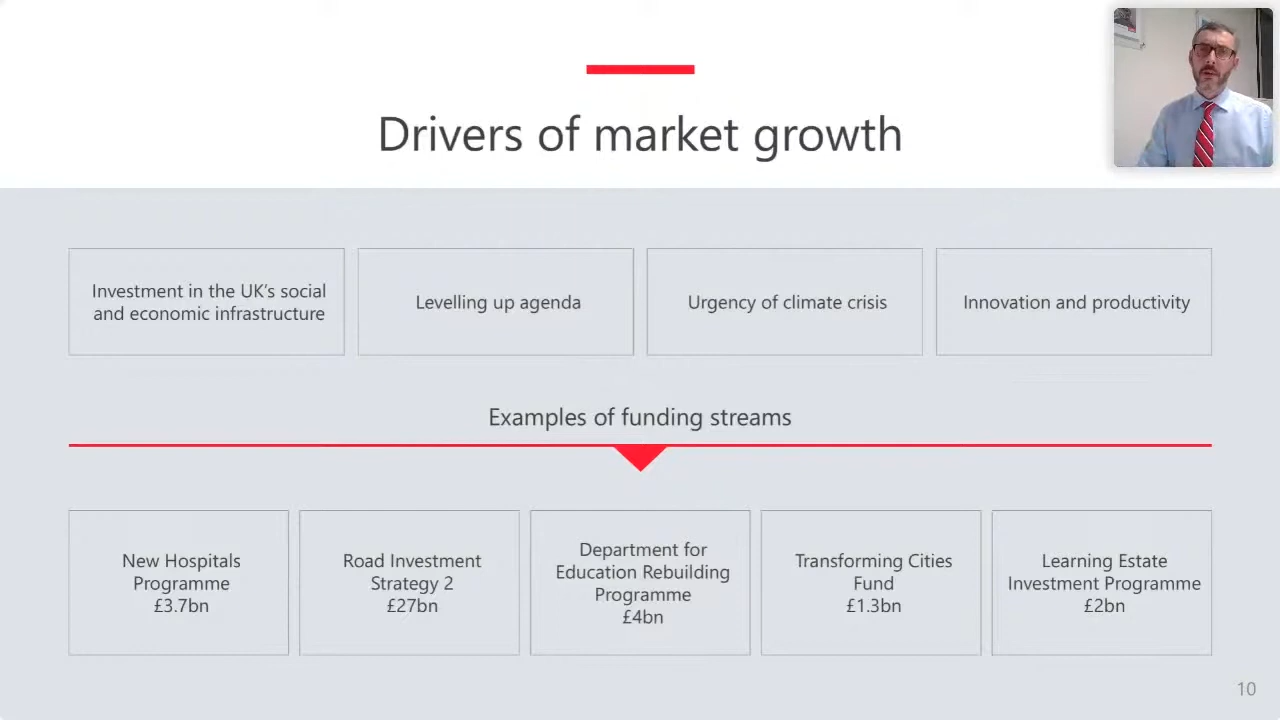 Drivers of market growth
Investment in the UK's social
and economic infrastructure
Levelling up agenda
Urgency of climate crisis
Innovation and productivity
Examples of funding streams
New Hospitals
Programme
£3.7bn
Road Investment
Strategy 2
£27bn
Department for
Education Rebuilding
Programme
£4bn
Transforming Cities
Fund
£1.3bn
Learning Estate
Investment Programme
£2bn
10